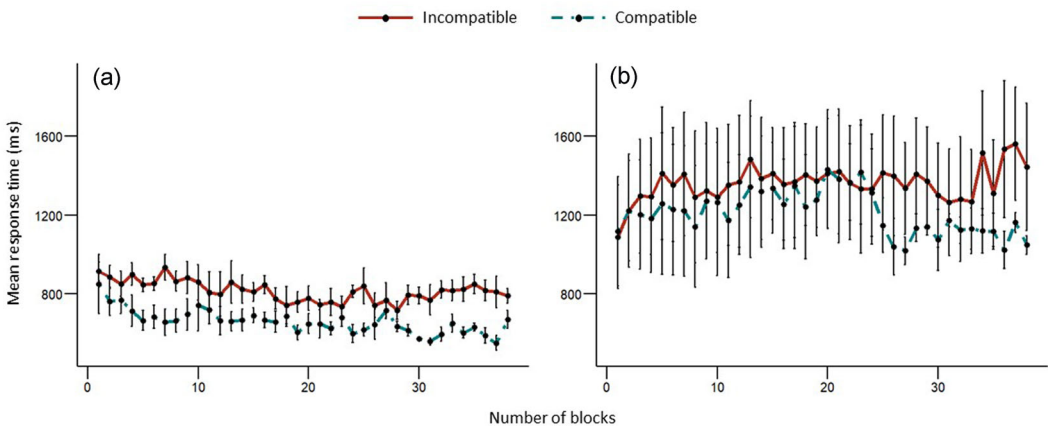 Incompatible Compatible
(a) (b)
Mean response time (ms)
1600 1600
1200 1200
800 800
0 10 20 30 0 10 20 30
Number of blocks